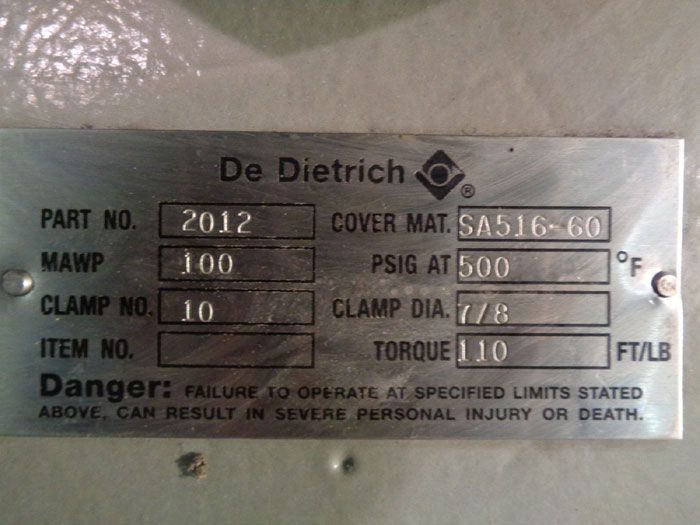 De Dietrich ®
PART NO. 2012 COVER MAT. SA516-60
MAWP 100 PSIG AT 500 °F
CLAMP NO. 10 CLAMP DIA. 7/8
ITEM NO. TORQUE 110 FT/LB
Danger: FAILURE TO OPERATE AT SPECIFIED LIMITS STATED
ABOVE, CAN RESULT IN SEVERE PERSONAL INJURY OR DEATH.